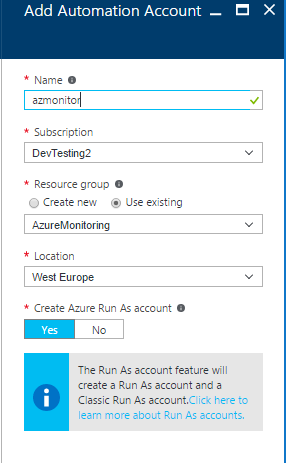 Add Automation Account
* Name
azmonitor
* Subscription
DevTesting2
* Resource group
Create new Use existing
AzureMonitoring
* Location
West Europe
* Create Azure Run As account
Yes No
The Run As account feature will
create a Run As account and a
Classic Run As account.Click here to
learn more about Run As accounts.